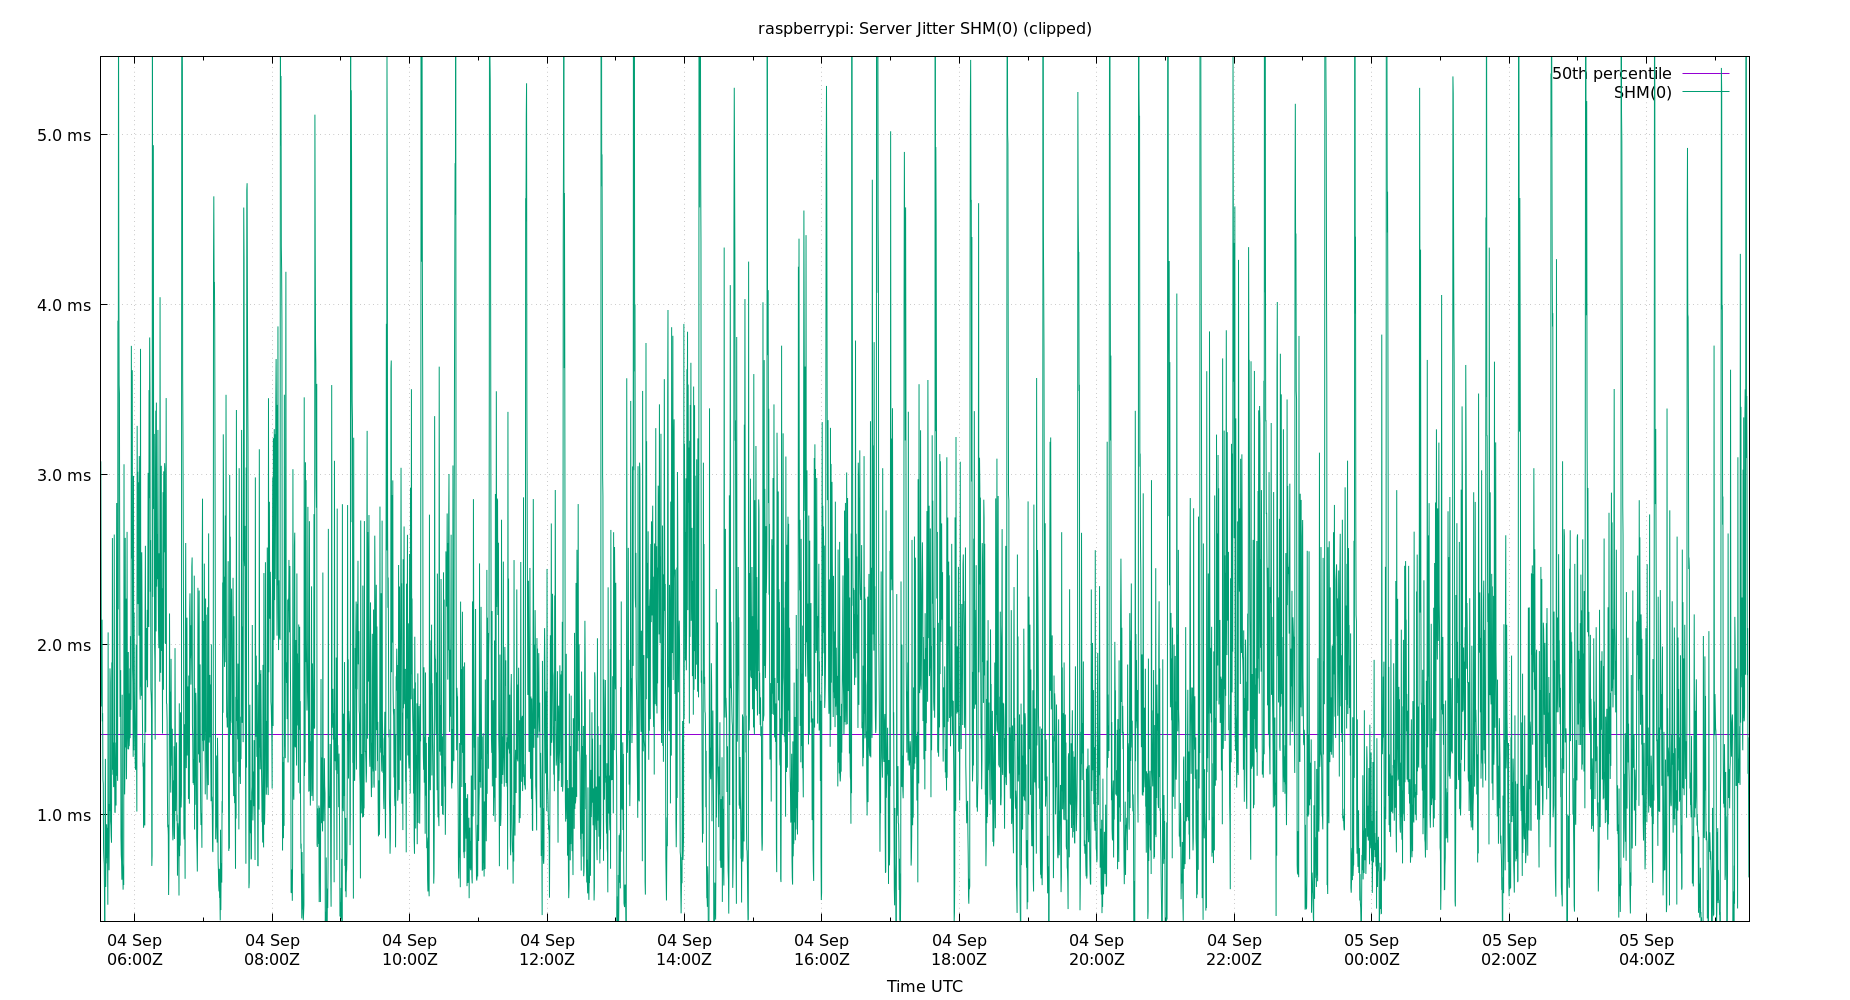 raspberrypi: Server Jitter SHM(0) (clipped)
50th percentile
SHM(0)
5.0 ms
4.0 ms
3.0 ms
2.0 ms
1.0 ms
04 Sep 04 Sep 04 Sep 04 Sep 04 Sep 04 Sep 04 Sep 04 Sep 04 Sep 05 Sep 05 Sep 05 Sep
06:00Z 08:00Z 10:00Z 12:00Z 14:00Z 16:00Z 18:00Z 20:00Z 22:00Z 00:00Z 02:00Z 04:00Z
Time UTC